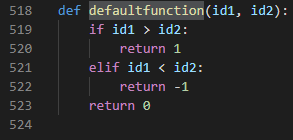 518 def defaultfunction(id1, id2):
519     if id1 > id2:
520         return 1
521     elif id1 < id2:
522         return -1
523     return 0
524